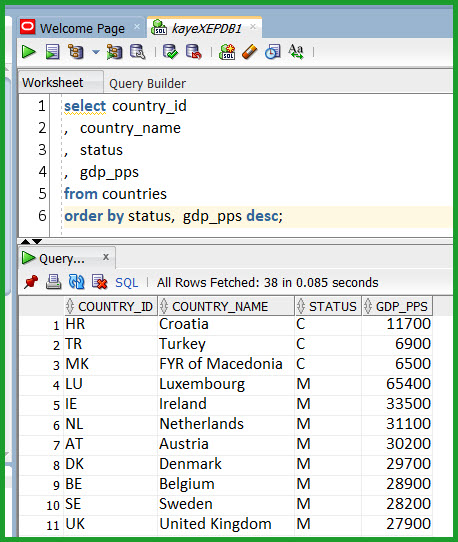 Welcome Page x kayeXEPDB1 x
SQL Aa
Worksheet Query Builder
1 select country_id
2 , country_name
3 , status
4 , gdp_pps
5 from countries
6 order by status, gdp_pps desc;
Query... x
SQL | All Rows Fetched: 38 in 0.085 seconds
COUNTRY_ID COUNTRY_NAME STATUS GDP_PPS
1 HR Croatia C 11700
2 TR Turkey C 6900
3 MK FYR of Macedonia C 6500
4 LU Luxembourg M 65400
5 IE Ireland M 33500
6 NL Netherlands M 31100
7 AT Austria M 30200
8 DK Denmark M 29700
9 BE Belgium M 28900
10 SE Sweden M 28200
11 UK United Kingdom M 27900